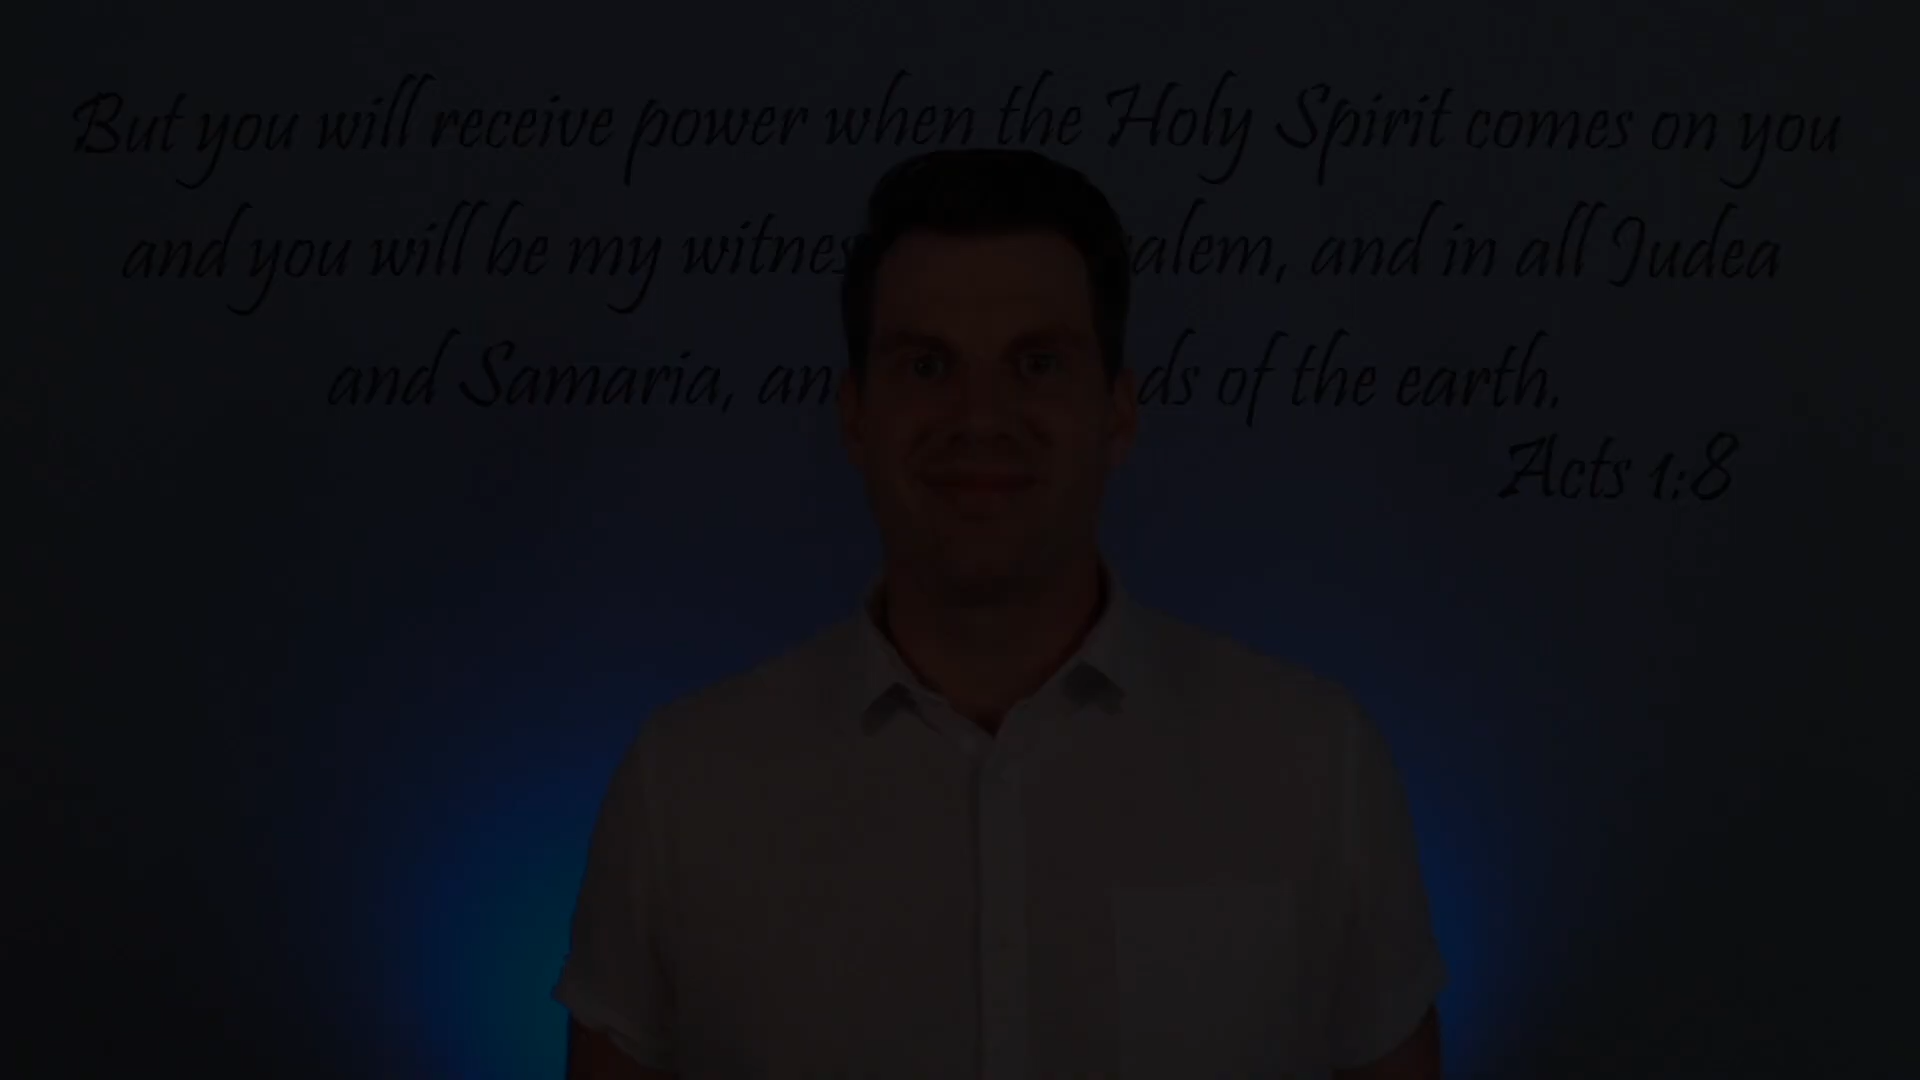 But you will receive power when the Holy Spirit comes on you
and you will be my witnes alem, and in all Judea
and Samaria, an ds of the earth.
Acts 1:8